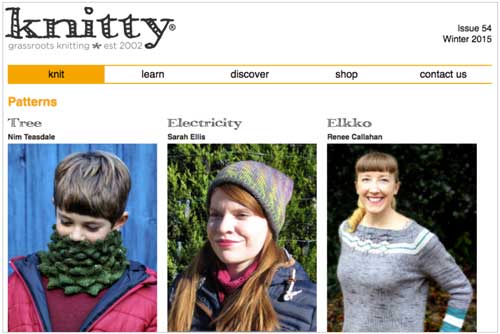 knitty®
grassroots knitting * est 2002
Issue 54
Winter 2015
knit learn discover shop contact us
Patterns
Tree Electricity Elkko
Nim Teasdale Sarah Ellis Renee Callahan